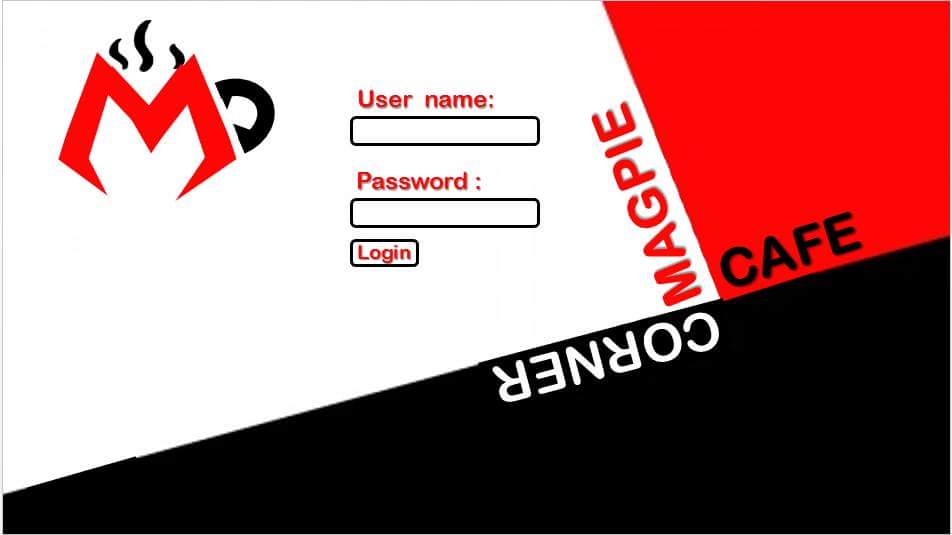 User name:
Password :
Login
MAGPIE
CORNER
CAFE